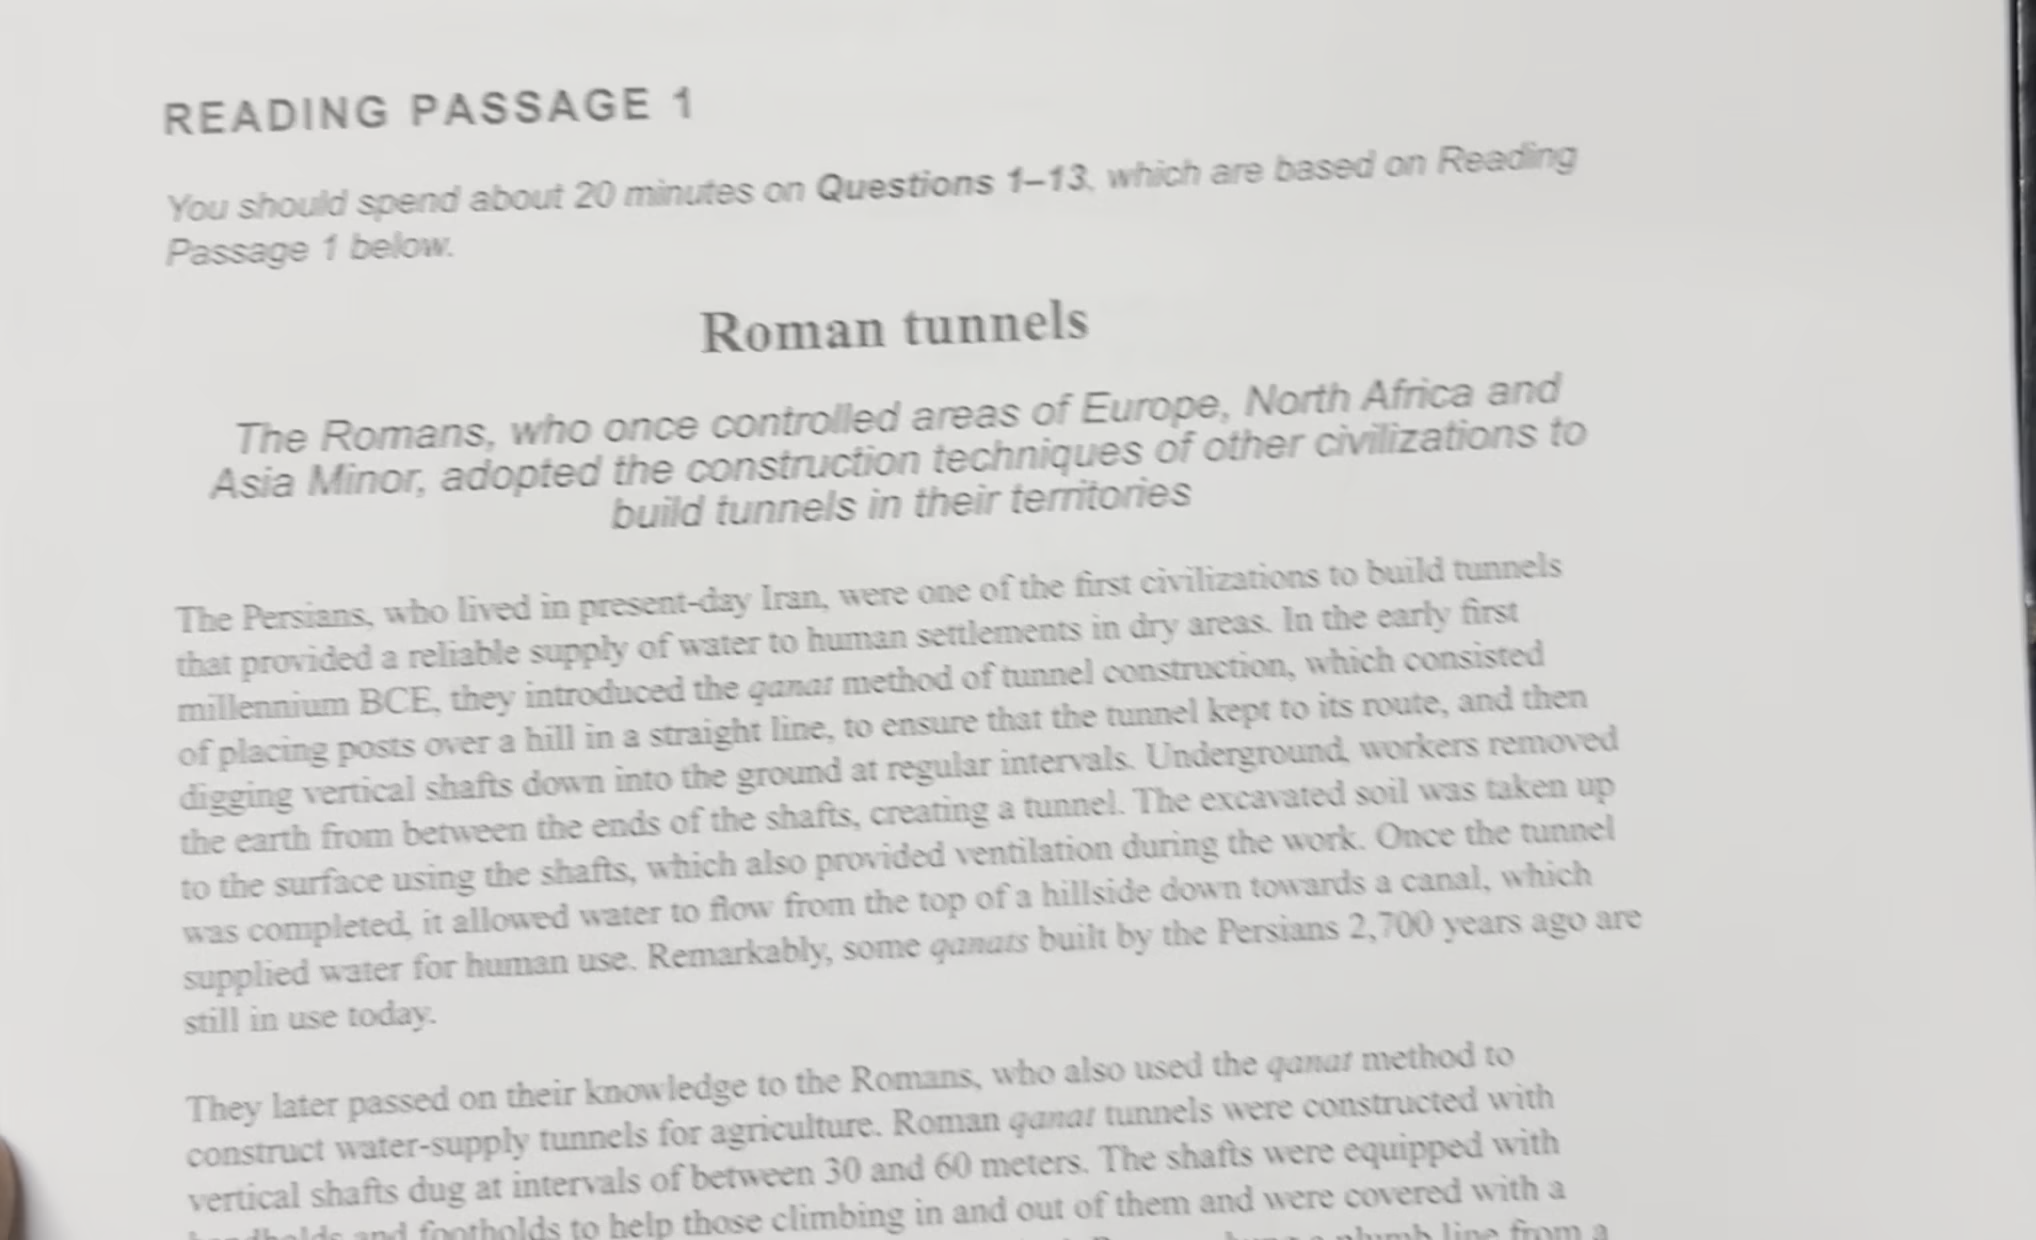 READING PASSAGE 1
You should spend about 20 minutes on Questions 1–13, which are based on Reading
Passage 1 below.
Roman tunnels
The Romans, who once controlled areas of Europe, North Africa and
Asia Minor, adopted the construction techniques of other civilizations to
build tunnels in their territories
The Persians, who lived in present-day Iran, were one of the first civilizations to build tunnels
that provided a reliable supply of water to human settlements in dry areas. In the early first
millennium BCE, they introduced the qanat method of tunnel construction, which consisted
of placing posts over a hill in a straight line, to ensure that the tunnel kept to its route, and then
digging vertical shafts down into the ground at regular intervals. Underground, workers removed
the earth from between the ends of the shafts, creating a tunnel. The excavated soil was taken up
to the surface using the shafts, which also provided ventilation during the work. Once the tunnel
was completed, it allowed water to flow from the top of a hillside down towards a canal, which
supplied water for human use. Remarkably, some qanats built by the Persians 2,700 years ago are
still in use today.
They later passed on their knowledge to the Romans, who also used the qanat method to
construct water-supply tunnels for agriculture. Roman qanat tunnels were constructed with
vertical shafts dug at intervals of between 30 and 60 meters. The shafts were equipped with
handholds and footholds to help those climbing in and out of them and were covered with a
plumb line from a